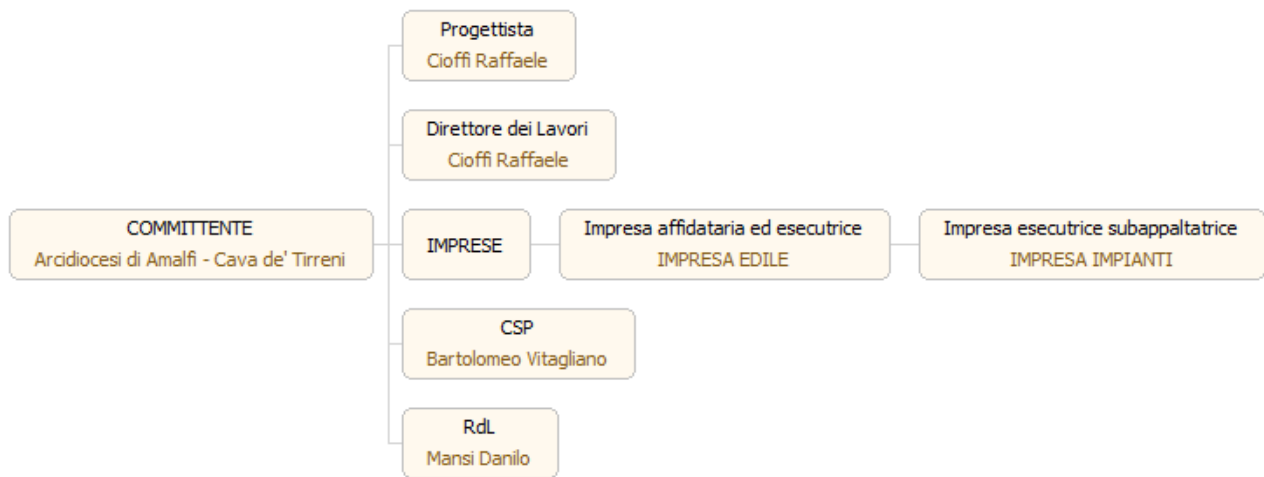 Progettista
Cioffi Raffaele
Direttore dei Lavori
Cioffi Raffaele
COMMITTENTE
Arcidiocesi di Amalfi - Cava de' Tirreni
IMPRESE
Impresa affidataria ed esecutrice
IMPRESA EDILE
Impresa esecutrice subappaltatrice
IMPRESA IMPIANTI
CSP
Bartolomeo Vitagliano
RdL
Mansi Danilo